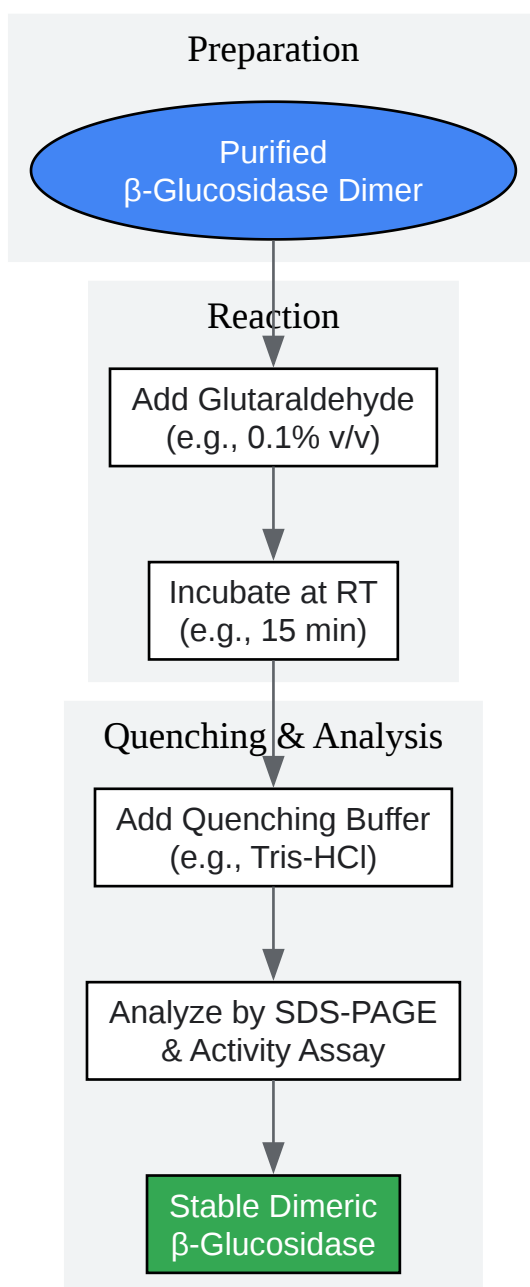 Preparation
Purified
β-Glucosidase Dimer
Reaction
Add Glutaraldehyde
(e.g., 0.1% v/v)
Incubate at RT
(e.g., 15 min)
Quenching & Analysis
Add Quenching Buffer
(e.g., Tris-HCl)
Analyze by SDS-PAGE
& Activity Assay
Stable Dimeric
β-Glucosidase